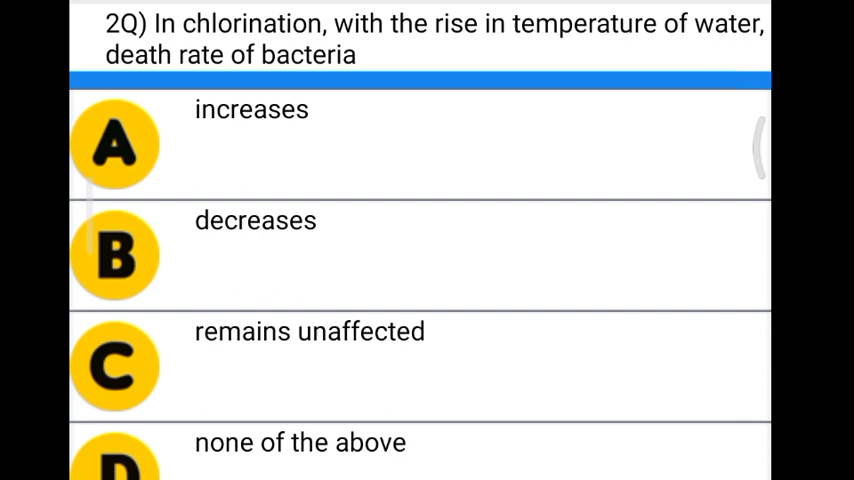 2Q) In chlorination, with the rise in temperature of water,
death rate of bacteria
A increases
B decreases
C remains unaffected
D none of the above